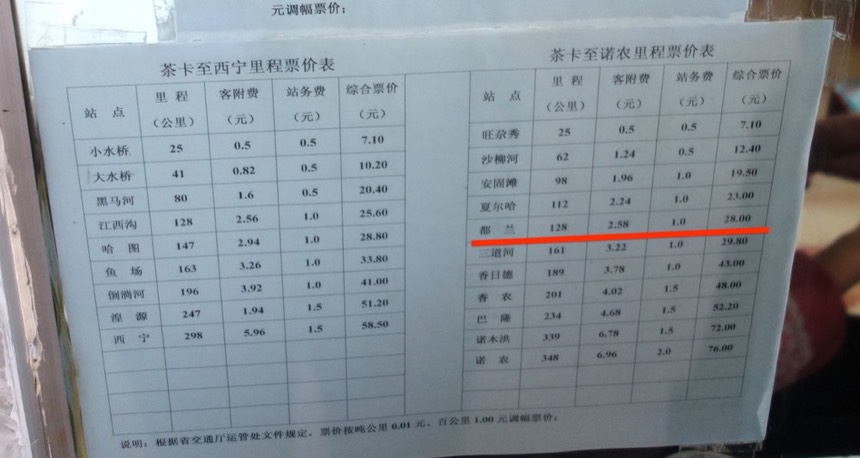 元调幅票价；
茶卡至西宁里程票价表
站 点 里 程（公里） 客附费（元） 站务费（元） 综合票价（元）
小水桥 25 0.5 0.5 7.10
大水桥 41 0.82 0.5 10.20
黑马河 80 1.6 0.5 20.40
江西沟 128 2.56 1.0 25.60
哈 图 147 2.94 1.0 28.80
鱼 场 163 3.26 1.0 33.80
倒淌河 196 3.92 1.0 41.00
湟 源 247 1.94 1.5 51.20
西 宁 298 5.96 1.5 58.50
茶卡至诺农里程票价表
站 点 里 程（公里） 客附费（元） 站务费（元） 综合票价（元）
旺尕秀 25 0.5 0.5 7.10
沙柳河 62 1.24 0.5 12.40
安固滩 98 1.96 1.0 19.50
夏尔哈 112 2.24 1.0 23.00
都 兰 128 2.58 1.0 28.00
三道河 161 3.22 1.0 29.80
香日德 189 3.78 1.0 43.00
香 农 201 4.02 1.5 48.00
巴 隆 234 4.68 1.5 52.20
诺木洪 339 6.78 1.5 72.00
诺 农 348 6.96 2.0 76.00
说明：根据省交通厅运管处文件规定，票价按吨公里 0.01 元、百公里 1.00 元调幅票价；